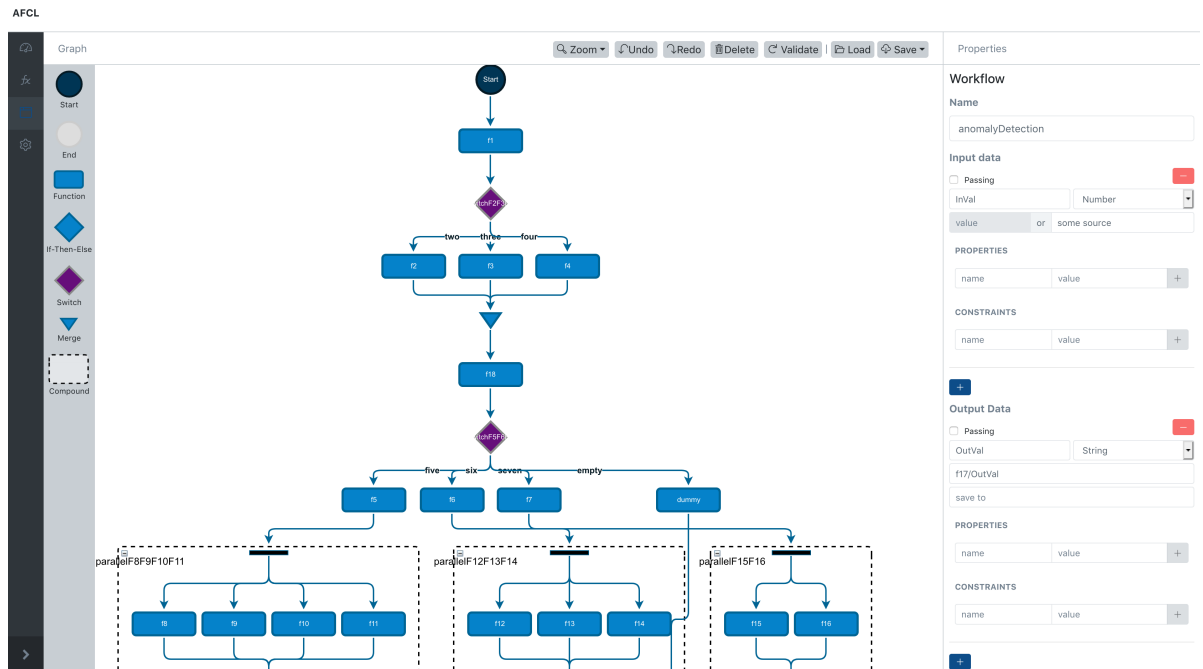 AFCL
Graph
Zoom
Undo
Redo
Delete
Validate
Load
Save
Properties
fx
Start
End
Function
If-Then-Else
Switch
Merge
Compound
Start
f1
itchF2F3
two
three
four
f2
f3
f4
f18
itchF5F6
five
six
seven
empty
f5
f6
f7
dummy
parallelF8F9F10F11
parallelF12F13F14
parallelF15F16
f8
f9
f10
f11
f12
f13
f14
f15
f16
Workflow
Name
anomalyDetection
Input data
Passing
InVal
Number
value or some source
PROPERTIES
name value +
CONSTRAINTS
name value +
+
Output Data
Passing
OutVal
String
f17/OutVal
save to
PROPERTIES
name value +
CONSTRAINTS
name value +
+